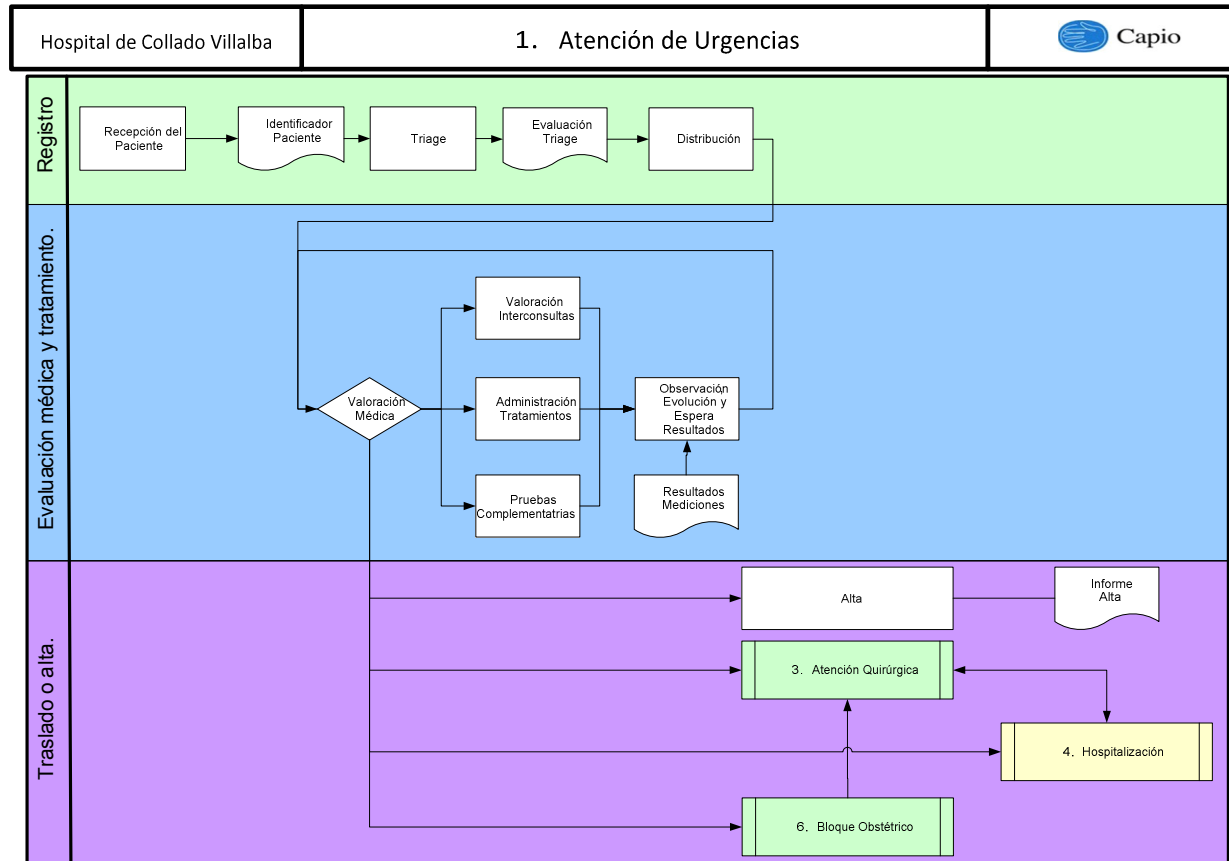 Hospital de Collado Villalba
1. Atención de Urgencias
Capio
Registro
Recepción del
Paciente
Identificador
Paciente
Triage
Evaluación
Triage
Distribución
Evaluación médica y tratamiento.
Valoración
Interconsultas
Valoración
Médica
Administración
Tratamientos
Observación
Evolución y
Espera
Resultados
Pruebas
Complementatrias
Resultados
Mediciones
Traslado o alta.
Alta
Informe
Alta
3. Atención Quirúrgica
4. Hospitalización
6. Bloque Obstétrico